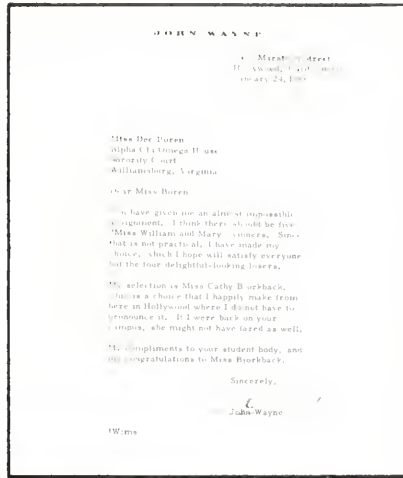 JOHN WAYNE
24,
Miss Dee Boren
Alpha Chi Omega House
Sorority Court
Williamsburg, Virginia
Dear Miss Boren
have given me an almost impossible
assignment. I think there should be five
"Miss William and Mary" winners. Since
that is not practical, I have made my
choice, which I hope will satisfy everyone
but the four delightful-looking losers.
My selection is Miss Cathy Bjorkback,
is a choice that I happily make from
here in Hollywood where I do not have to
pronounce it. If I were back on your
campus, she might not have fared as well.
My compliments to your student body, and
my congratulations to Miss Bjorkback.
Sincerely,
John Wayne
JW:ms